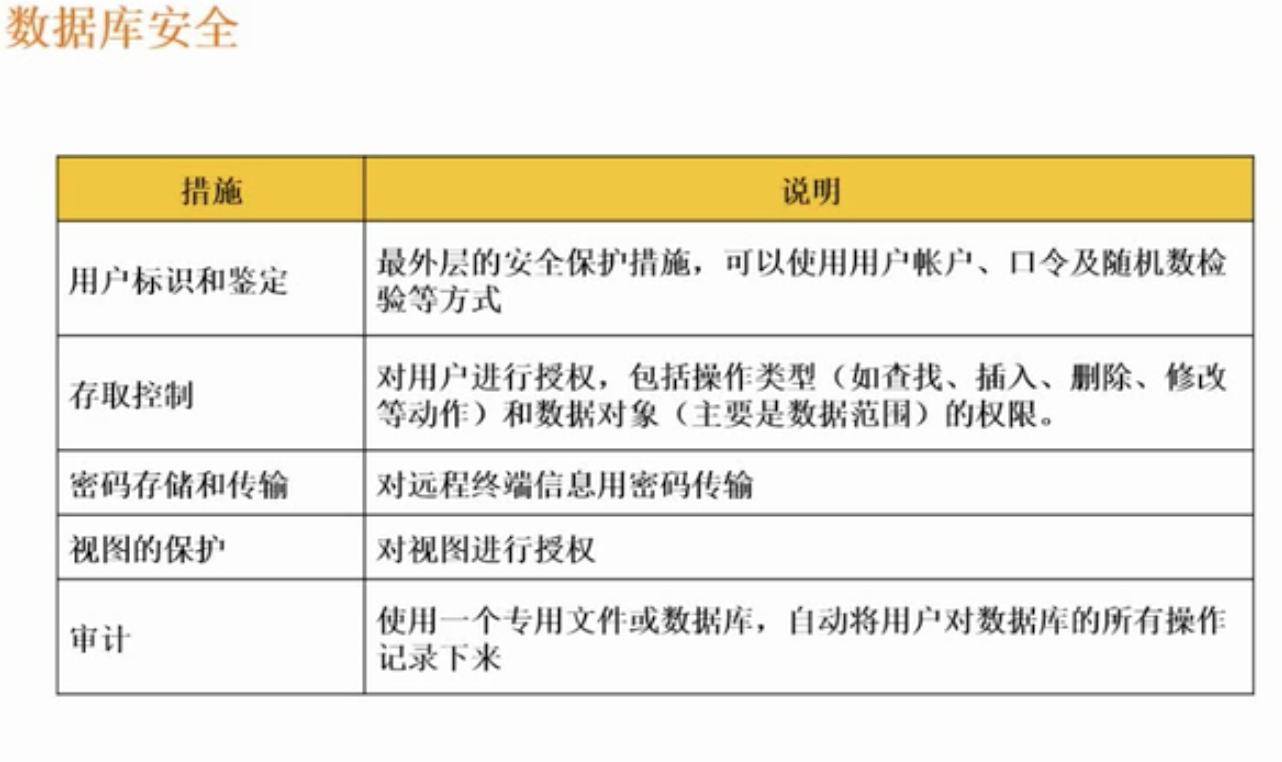 数据库安全
措施
说明
用户标识和鉴定
最外层的安全保护措施，可以使用用户帐户、口令及随机数检
验等方式
存取控制
对用户进行授权，包括操作类型（如查找、插入、删除、修改
等动作）和数据对象（主要是数据范围）的权限。
密码存储和传输
对远程终端信息用密码传输
视图的保护
对视图进行授权
审计
使用一个专用文件或数据库，自动将用户对数据库的所有操作
记录下来